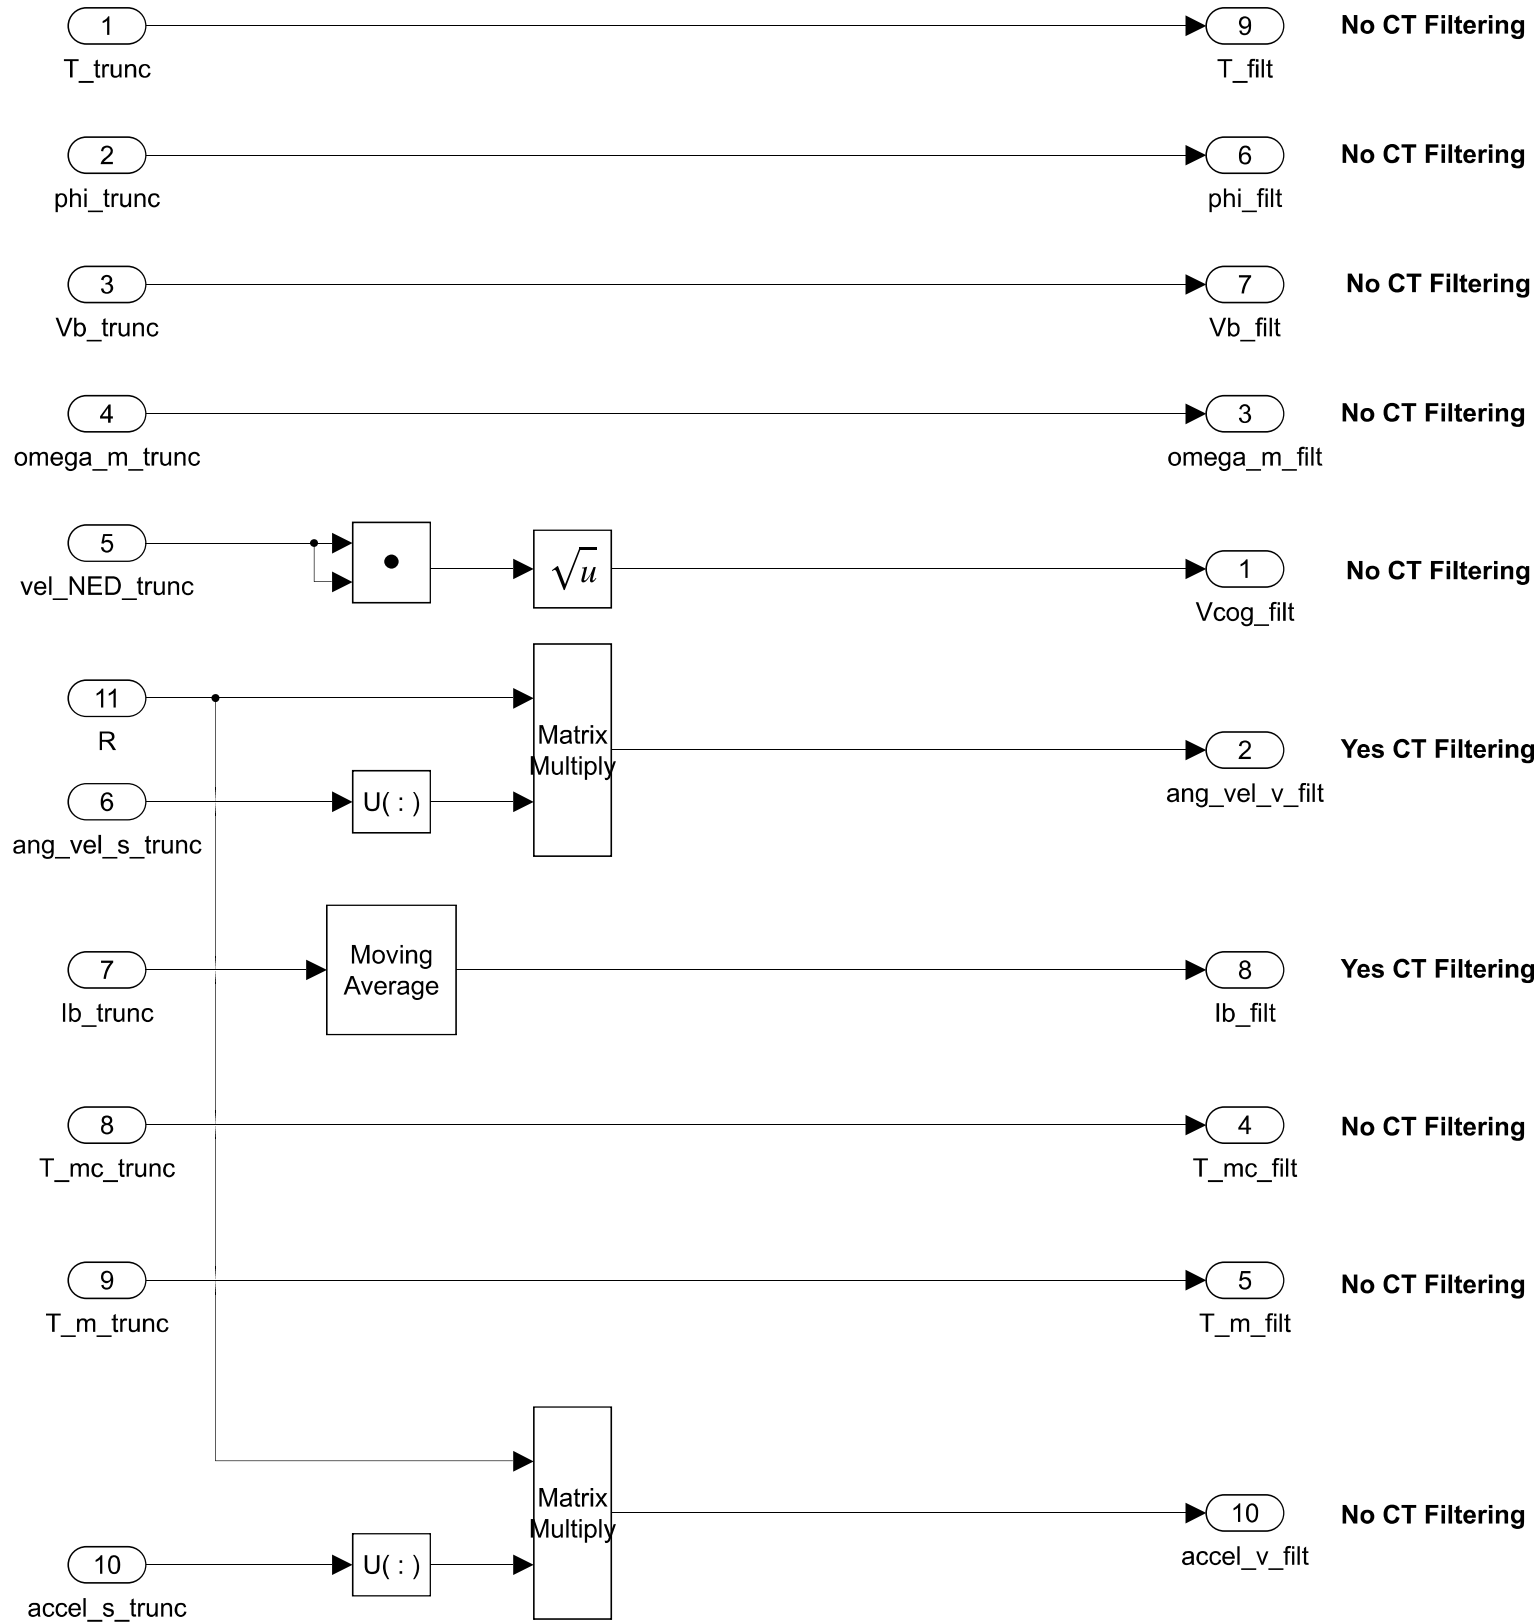 1
T_trunc
9
T_filt
No CT Filtering
2
phi_trunc
6
phi_filt
No CT Filtering
3
Vb_trunc
7
Vb_filt
No CT Filtering
4
omega_m_trunc
3
omega_m_filt
No CT Filtering
5
vel_NED_trunc
√u
1
Vcog_filt
No CT Filtering
11
R
Matrix
Multiply
2
ang_vel_v_filt
Yes CT Filtering
6
ang_vel_s_trunc
U( : )
7
Ib_trunc
Moving
Average
8
Ib_filt
Yes CT Filtering
8
T_mc_trunc
4
T_mc_filt
No CT Filtering
9
T_m_trunc
5
T_m_filt
No CT Filtering
Matrix
Multiply
10
accel_v_filt
No CT Filtering
10
accel_s_trunc
U( : )